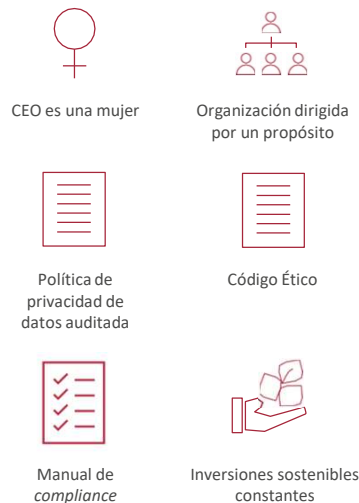 CEO es una mujer
Organización dirigida
por un propósito
Política de
privacidad de
datos auditada
Código Ético
Manual de
compliance
Inversiones sostenibles
constantes